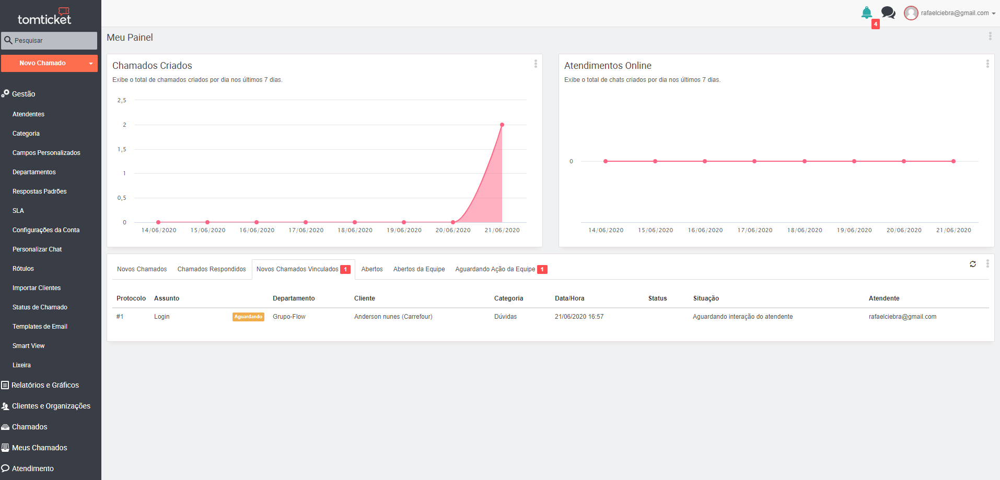 tomticket
Pesquisar
Novo Chamado
Gestão
Atendentes
Categoria
Campos Personalizados
Departamentos
Respostas Padrões
SLA
Configurações da Conta
Personalizar Chat
Rótulos
Importar Clientes
Status de Chamado
Templates de Email
Smart View
Lixeira
Relatórios e Gráficos
Clientes e Organizações
Chamados
Meus Chamados
Atendimento
4
rafaelciebra@gmail.com
Meu Painel
Chamados Criados
Exibe o total de chamados criados por dia nos últimos 7 dias.
2,5
2
1,5
1
0,5
0
14/06/2020 15/06/2020 16/06/2020 17/06/2020 18/06/2020 19/06/2020 20/06/2020 21/06/2020
Atendimentos Online
Exibe o total de chats criados por dia nos últimos 7 dias.
0
14/06/2020 15/06/2020 16/06/2020 17/06/2020 18/06/2020 19/06/2020 20/06/2020 21/06/2020
Novos Chamados Chamados Respondidos Novos Chamados Vinculados 1 Abertos Abertos da Equipe Aguardando Ação da Equipe 1
Protocolo Assunto Departamento Cliente Categoria Data/Hora Status Situação Atendente
#1 Login Aguardando Grupo-Flow Anderson nunes (Carrefour) Dúvidas 21/06/2020 16:57 Aguardando interação do atendente rafaelciebra@gmail.com